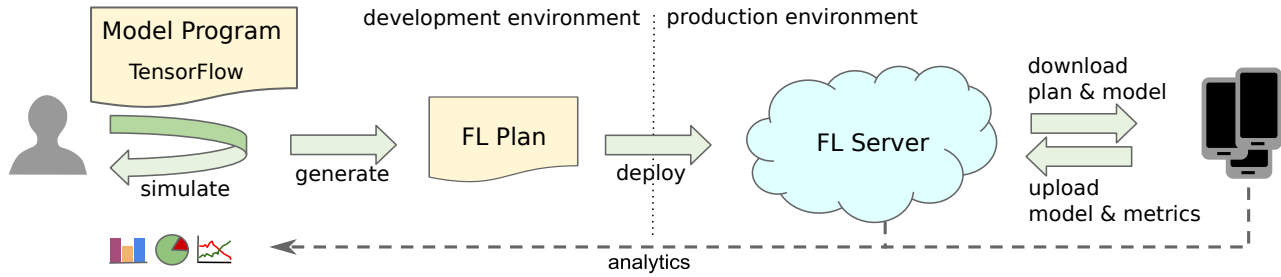 development environment
production environment
Model Program
TensorFlow
simulate
generate
FL Plan
deploy
FL Server
download
plan & model
upload
model & metrics
analytics